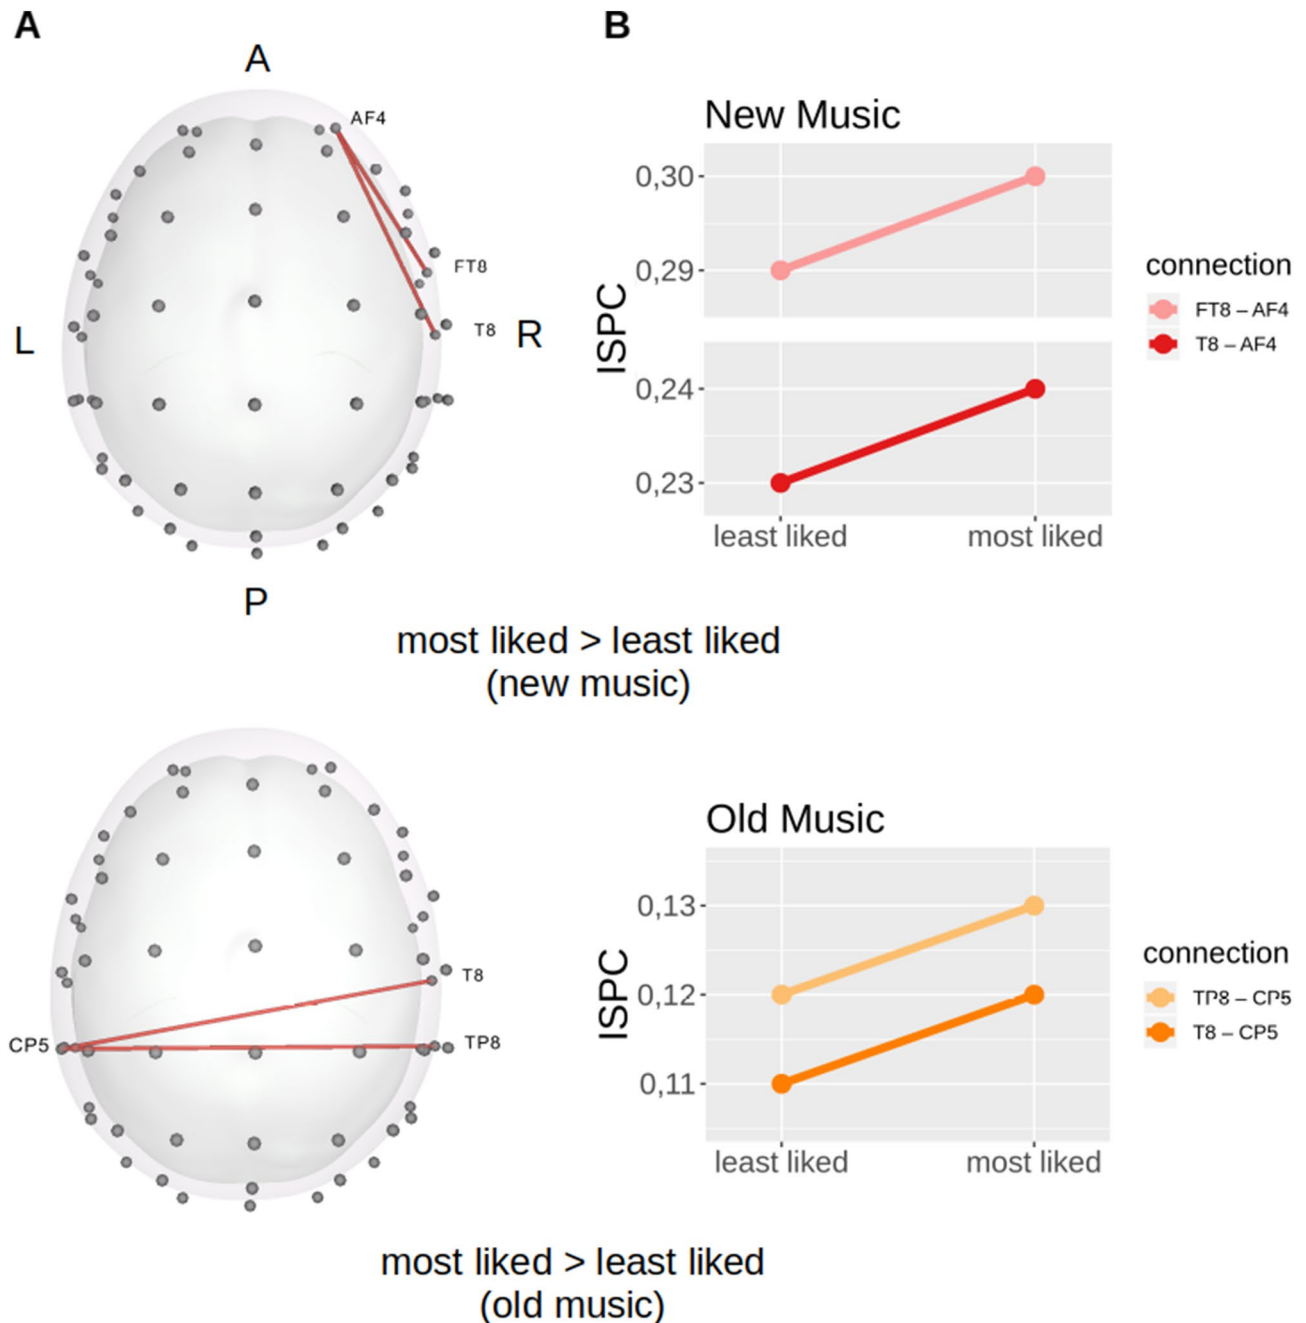 A
B
A
AF4
FT8
T8
L
R
P
New Music
0,30
0,29
ISPC
0,24
0,23
least liked
most liked
connection
FT8 – AF4
T8 – AF4
most liked > least liked
(new music)
T8
CP5
TP8
Old Music
0,13
0,12
0,11
ISPC
least liked
most liked
connection
TP8 – CP5
T8 – CP5
most liked > least liked
(old music)